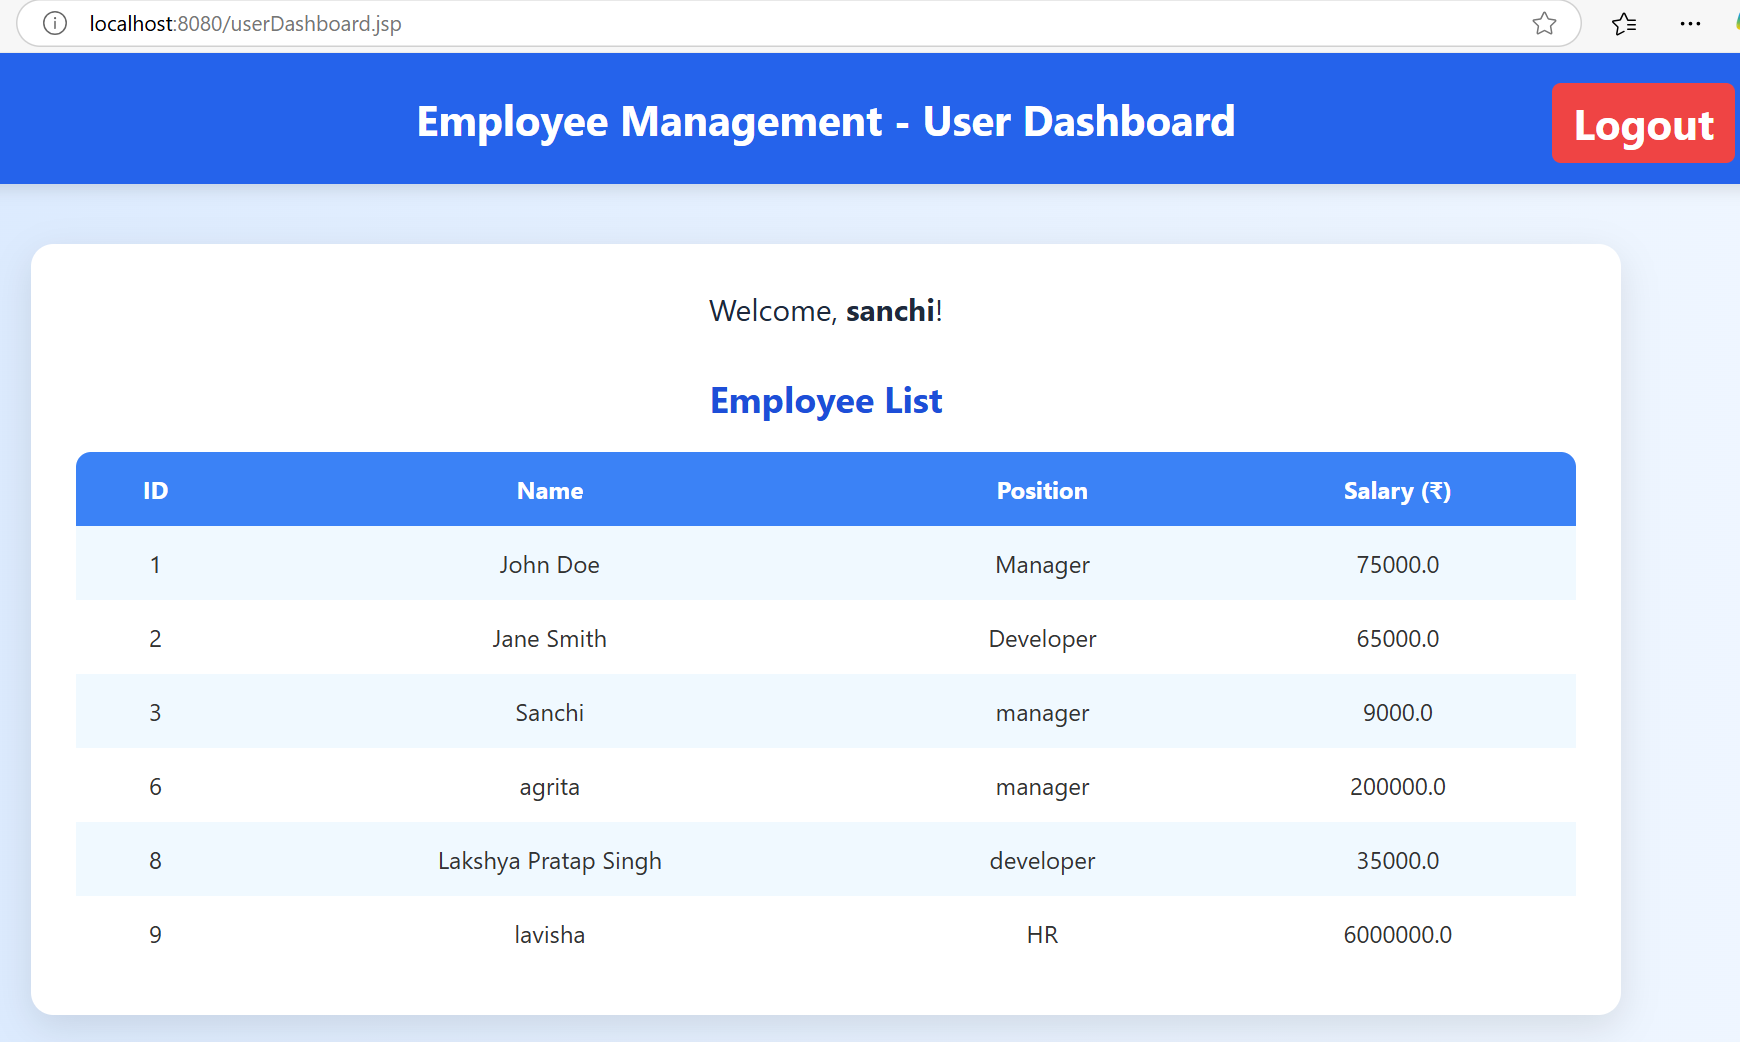 localhost:8080/userDashboard.jsp
Employee Management - User Dashboard
Logout
Welcome, sanchi!
Employee List
ID Name Position Salary (₹)
1 John Doe Manager 75000.0
2 Jane Smith Developer 65000.0
3 Sanchi manager 9000.0
6 agrita manager 200000.0
8 Lakshya Pratap Singh developer 35000.0
9 lavisha HR 6000000.0